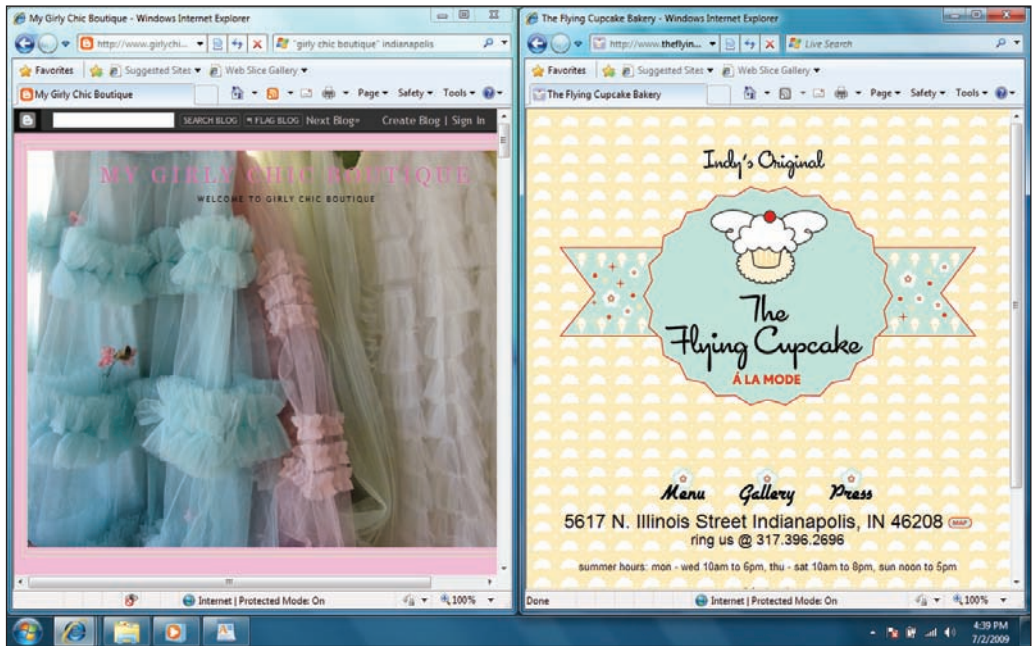 My Girly Chic Boutique - Windows Internet Explorer
http://www.girlychi...
"girly chic boutique" indianapolis
Favorites Suggested Sites Web Slice Gallery
My Girly Chic Boutique Page Safety Tools
SEARCH BLOG FLAG BLOG Next Blog» Create Blog | Sign In
MY GIRLY CHIC BOUTIQUE
WELCOME TO GIRLY CHIC BOUTIQUE
Internet | Protected Mode: On 100%
The Flying Cupcake Bakery - Windows Internet Explorer
http://www.theflyin...
Live Search
Favorites Suggested Sites Web Slice Gallery
The Flying Cupcake Bakery Page Safety Tools
Indy's Original
The
Flying Cupcake
Á LA MODE
Menu Gallery Press
5617 N. Illinois Street Indianapolis, IN 46208 MAP
ring us @ 317.396.2696
summer hours: mon - wed 10am to 6pm, thu - sat 10am to 8pm, sun noon to 5pm
Done Internet | Protected Mode: On 100%
4:39 PM
7/2/2009